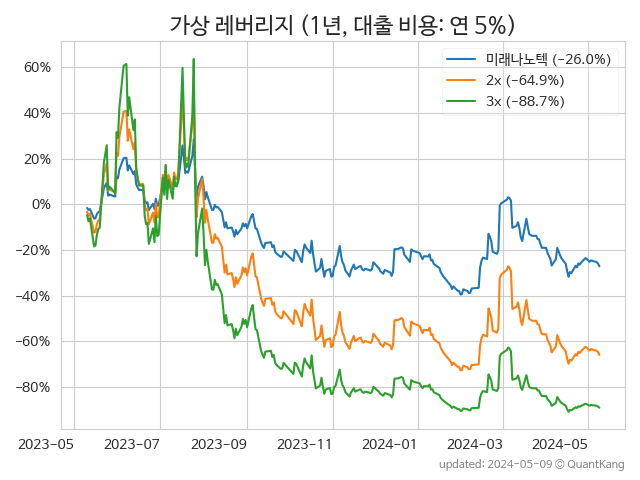 가상 레버리지 (1년, 대출 비용: 연 5%)
미래나노텍 (−26.0%)
2x (−64.9%)
3x (−88.7%)
60%
40%
20%
0%
−20%
−40%
−60%
−80%
2023-05 2023-07 2023-09 2023-11 2024-01 2024-03 2024-05
updated: 2024-05-09 ⓒ QuantKang